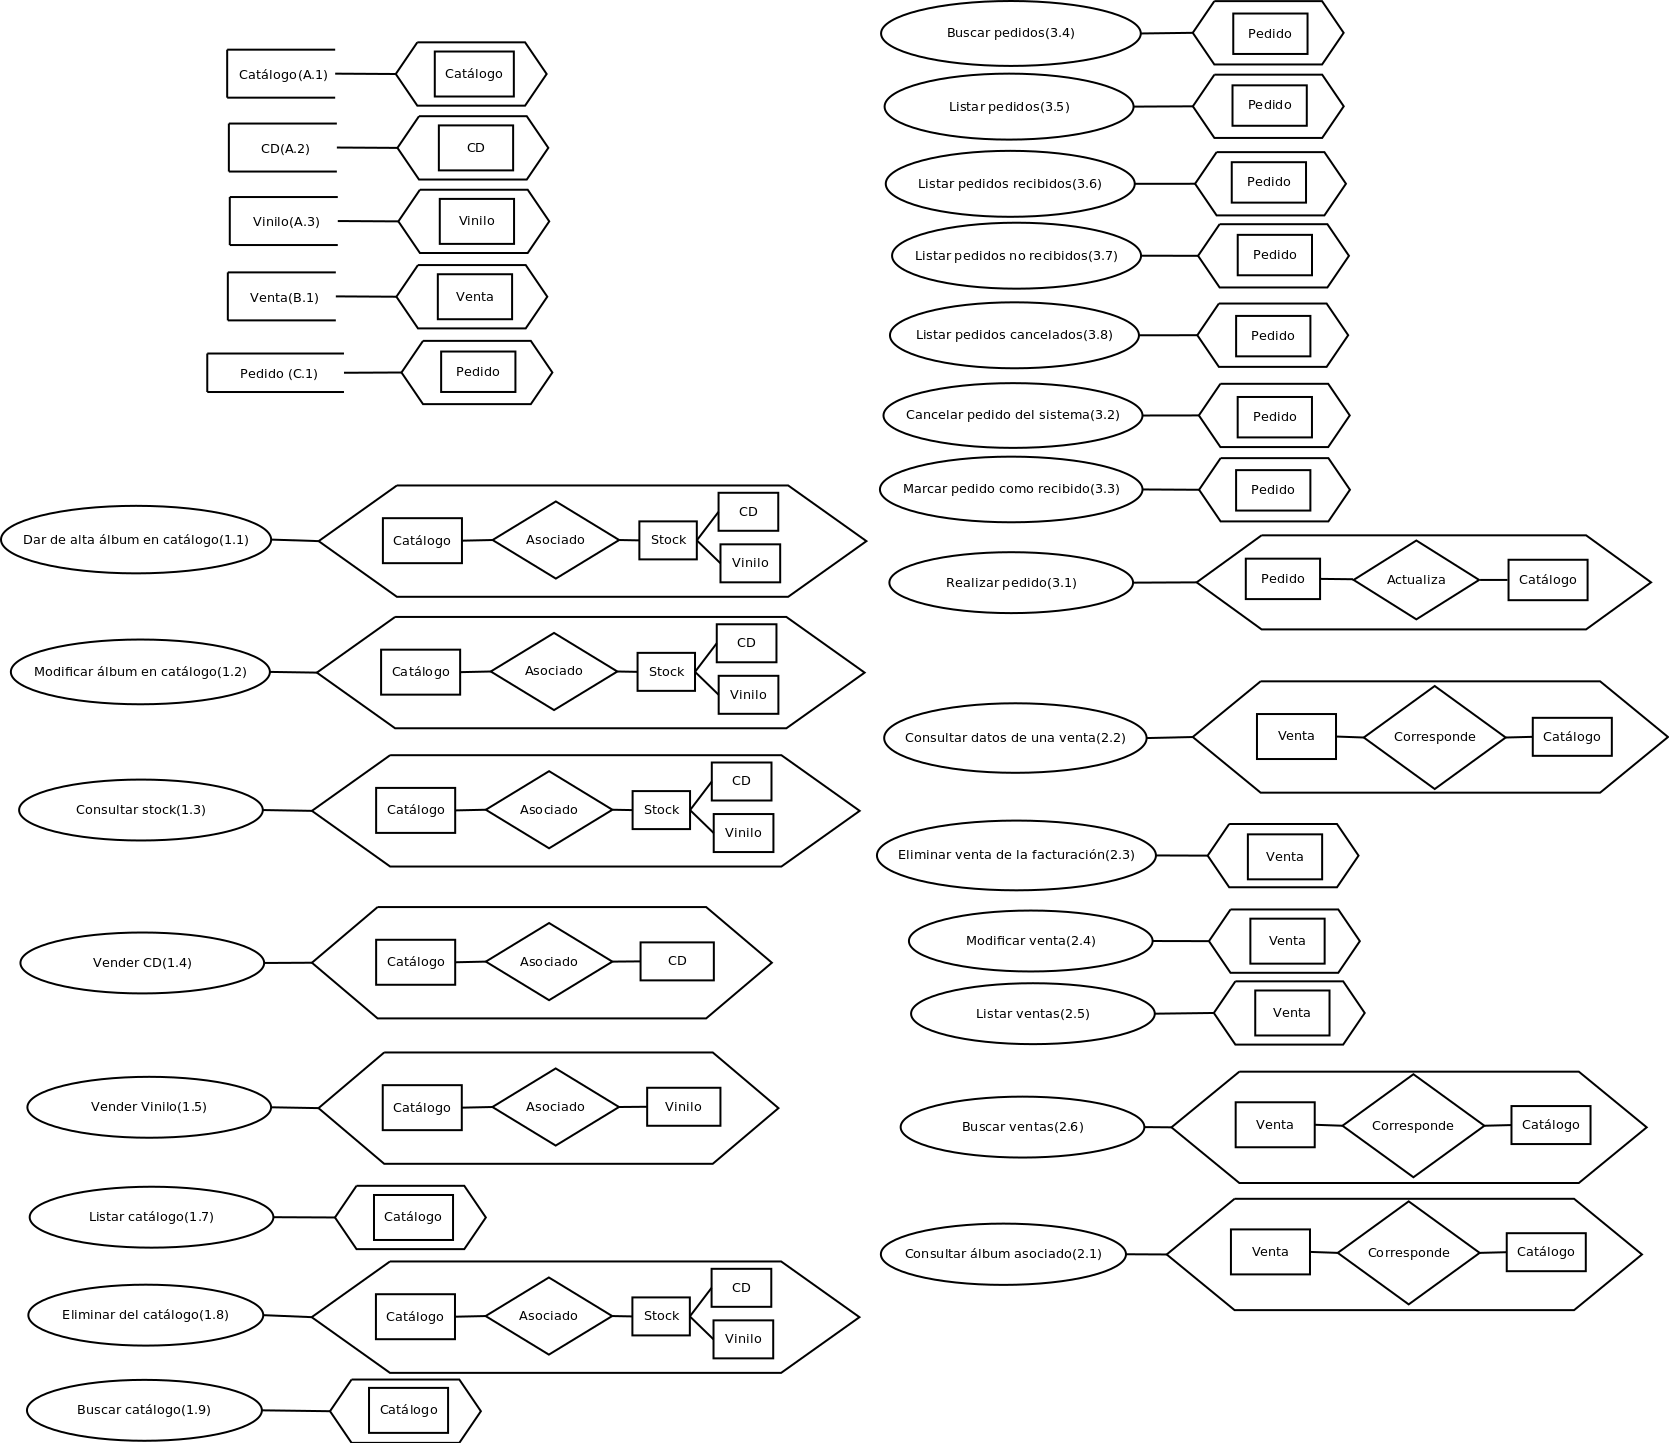 Catálogo(A.1)
Catálogo
CD(A.2)
CD
Vinilo(A.3)
Vinilo
Venta(B.1)
Venta
Pedido (C.1)
Pedido
Dar de alta álbum en catálogo(1.1)
Catálogo
Asociado
Stock
CD
Vinilo
Modificar álbum en catálogo(1.2)
Catálogo
Asociado
Stock
CD
Vinilo
Consultar stock(1.3)
Catálogo
Asociado
Stock
CD
Vinilo
Vender CD(1.4)
Catálogo
Asociado
CD
Vender Vinilo(1.5)
Catálogo
Asociado
Vinilo
Listar catálogo(1.7)
Catálogo
Eliminar del catálogo(1.8)
Catálogo
Asociado
Stock
CD
Vinilo
Buscar catálogo(1.9)
Catálogo
Buscar pedidos(3.4)
Pedido
Listar pedidos(3.5)
Pedido
Listar pedidos recibidos(3.6)
Pedido
Listar pedidos no recibidos(3.7)
Pedido
Listar pedidos cancelados(3.8)
Pedido
Cancelar pedido del sistema(3.2)
Pedido
Marcar pedido como recibido(3.3)
Pedido
Realizar pedido(3.1)
Pedido
Actualiza
Catálogo
Consultar datos de una venta(2.2)
Venta
Corresponde
Catálogo
Eliminar venta de la facturación(2.3)
Venta
Modificar venta(2.4)
Venta
Listar ventas(2.5)
Venta
Buscar ventas(2.6)
Venta
Corresponde
Catálogo
Consultar álbum asociado(2.1)
Venta
Corresponde
Catálogo